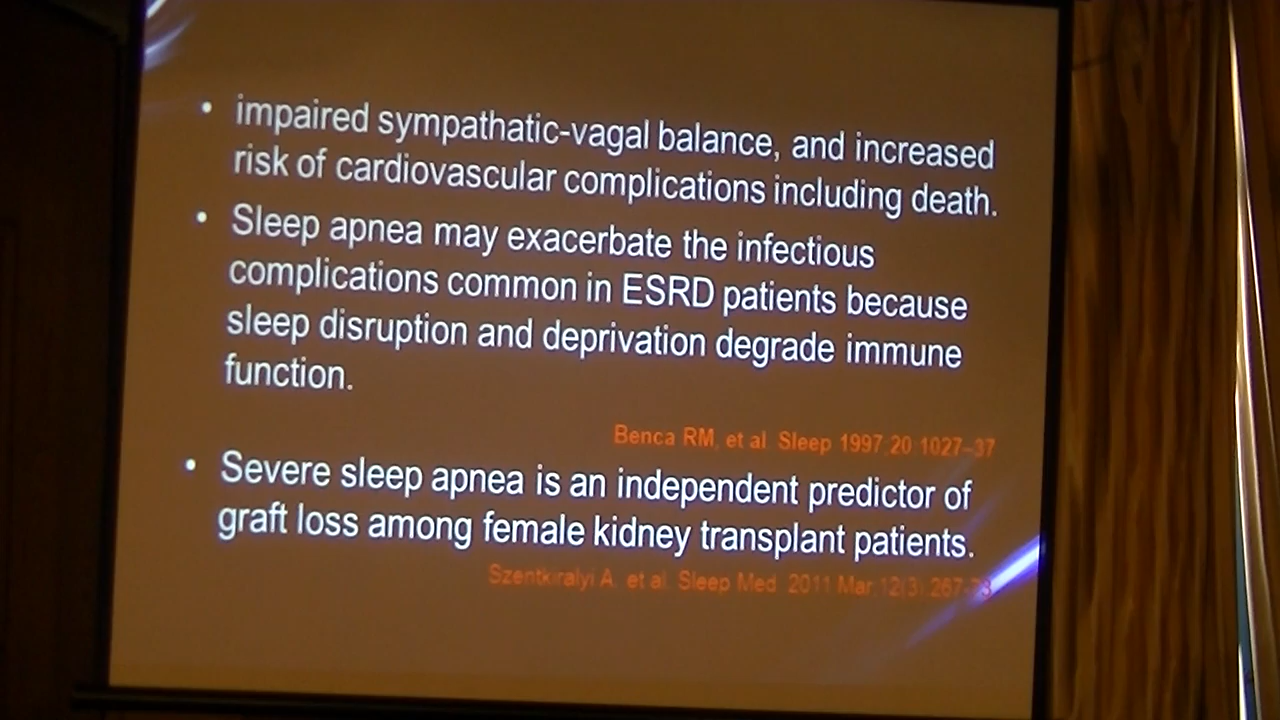 • impaired sympathatic-vagal balance, and increased
risk of cardiovascular complications including death.
• Sleep apnea may exacerbate the infectious
complications common in ESRD patients because
sleep disruption and deprivation degrade immune
function.
Benca RM, et al Sleep 1997;20:1027–37
• Severe sleep apnea is an independent predictor of
graft loss among female kidney transplant patients.
Szentkiralyi A, et al. Sleep Med. 2011 Mar;12(3):267-73